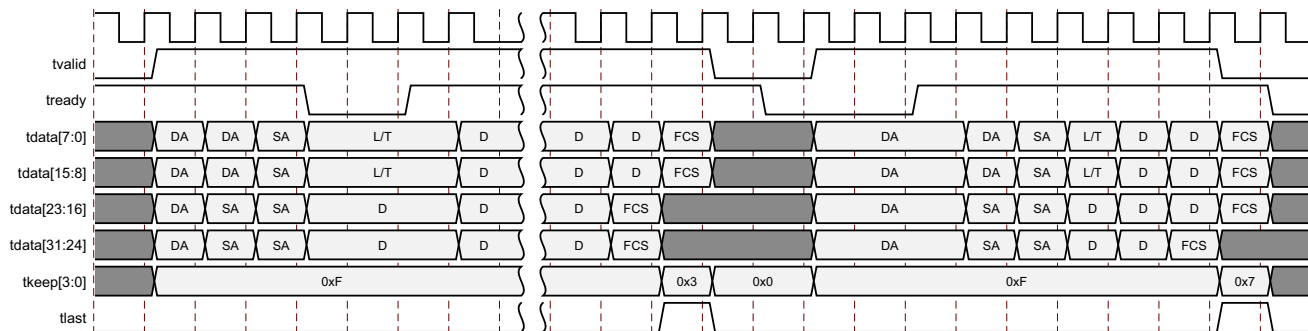 tvalid
tready
tdata[7:0] DA DA SA L/T D D D FCS DA DA SA L/T D D FCS
tdata[15:8] DA DA SA L/T D D D FCS DA DA SA L/T D D FCS
tdata[23:16] DA SA SA D D D FCS DA SA SA D D D FCS
tdata[31:24] DA SA SA D D D FCS DA SA SA D D FCS
tkeep[3:0] 0xF 0x3 0x0 0xF 0x7
tlast